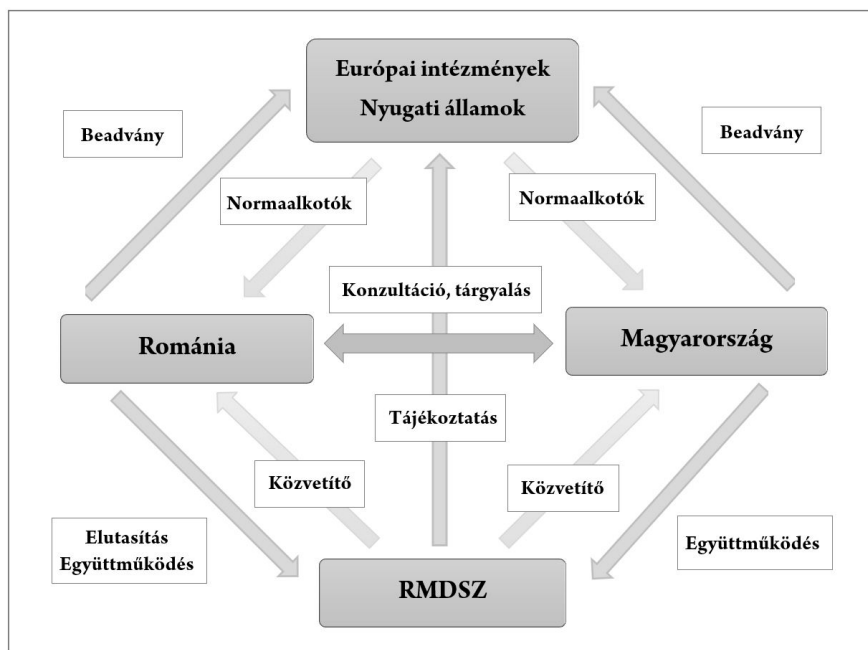 Európai intézmények
Nyugati államok
Beadvány
Beadvány
Normaalkotók
Normaalkotók
Konzultáció, tárgyalás
Románia
Magyarország
Tájékoztatás
Közvetítő
Közvetítő
Elutasítás
Együttműködés
Együttműködés
RMDSZ